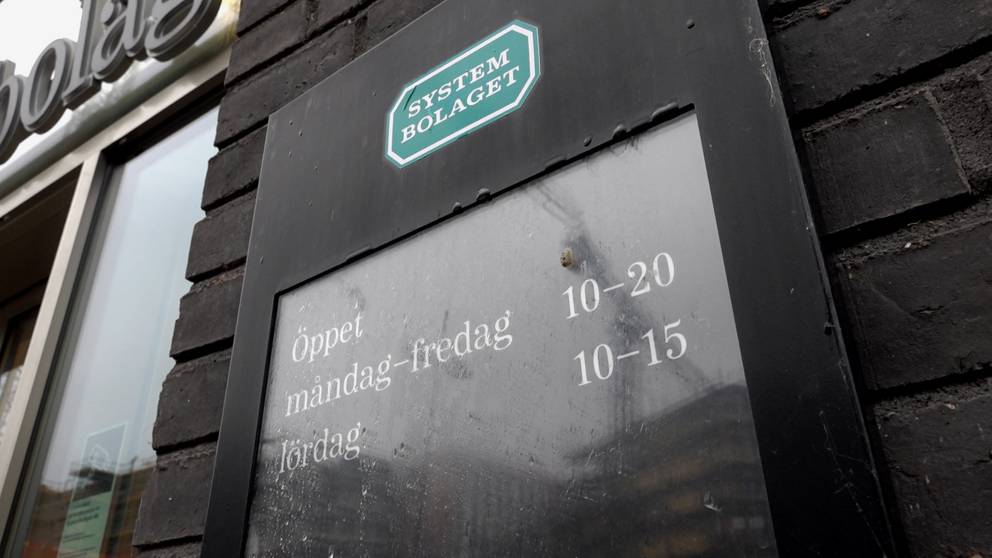 bolag
SYSTEM
BOLAGET
Öppet
måndag–fredag 10–20
lördag 10–15